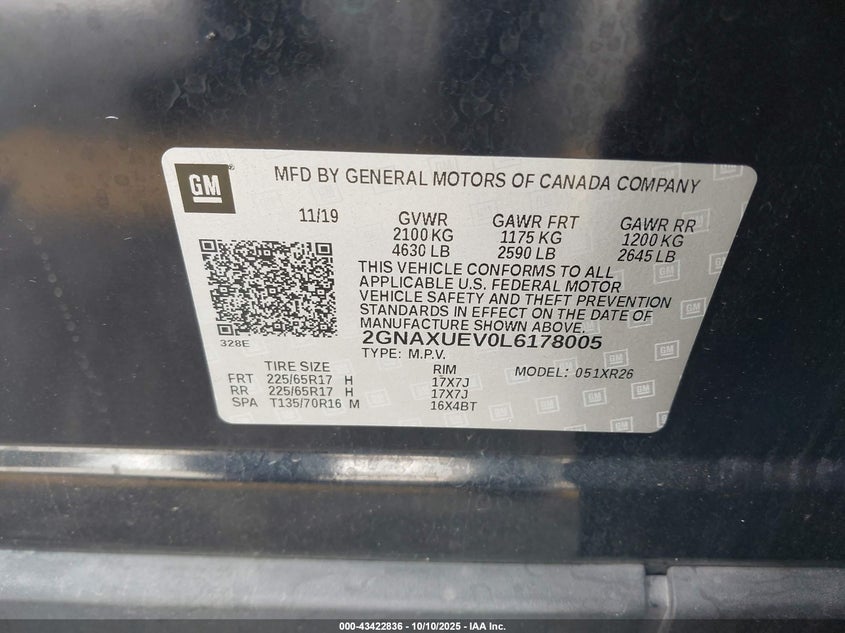 GM
MFD BY GENERAL MOTORS OF CANADA COMPANY
11/19 GVWR GAWR FRT GAWR RR
2100 KG 1175 KG 1200 KG
4630 LB 2590 LB 2645 LB
THIS VEHICLE CONFORMS TO ALL
APPLICABLE U.S. FEDERAL MOTOR
VEHICLE SAFETY AND THEFT PREVENTION
STANDARDS IN EFFECT ON THE DATE OF
MANUFACTURE SHOWN ABOVE.
328E
2GNAXUEV0L6178005
TYPE: M.P.V.
TIRE SIZE RIM MODEL: 051XR26
FRT 225/65R17 H 17X7J
RR 225/65R17 H 17X7J
SPA T135/70R16 M 16X4BT
000-43422836 - 10/10/2025 - IAA Inc.